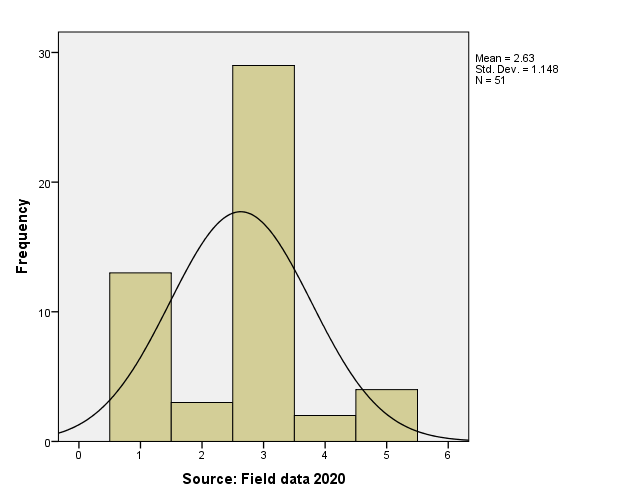 Mean = 2.63
Std. Dev. = 1.148
N = 51
Frequency
30
20
10
0
0 1 2 3 4 5 6
Source: Field data 2020